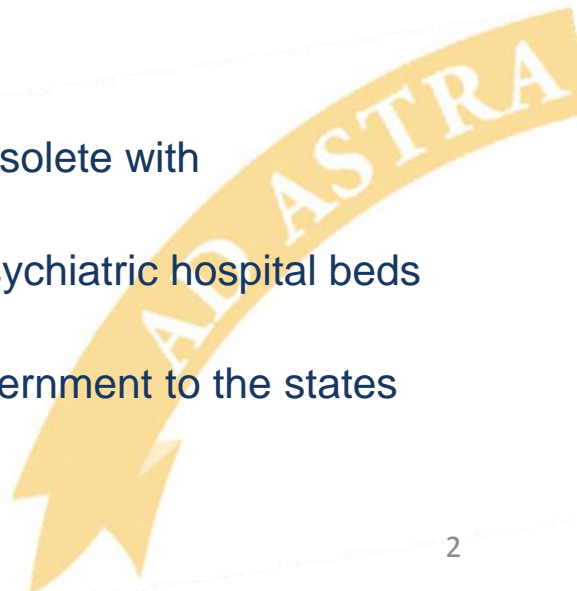 AD ASTRA
solete with
ychiatric hospital beds
ernment to the states
2